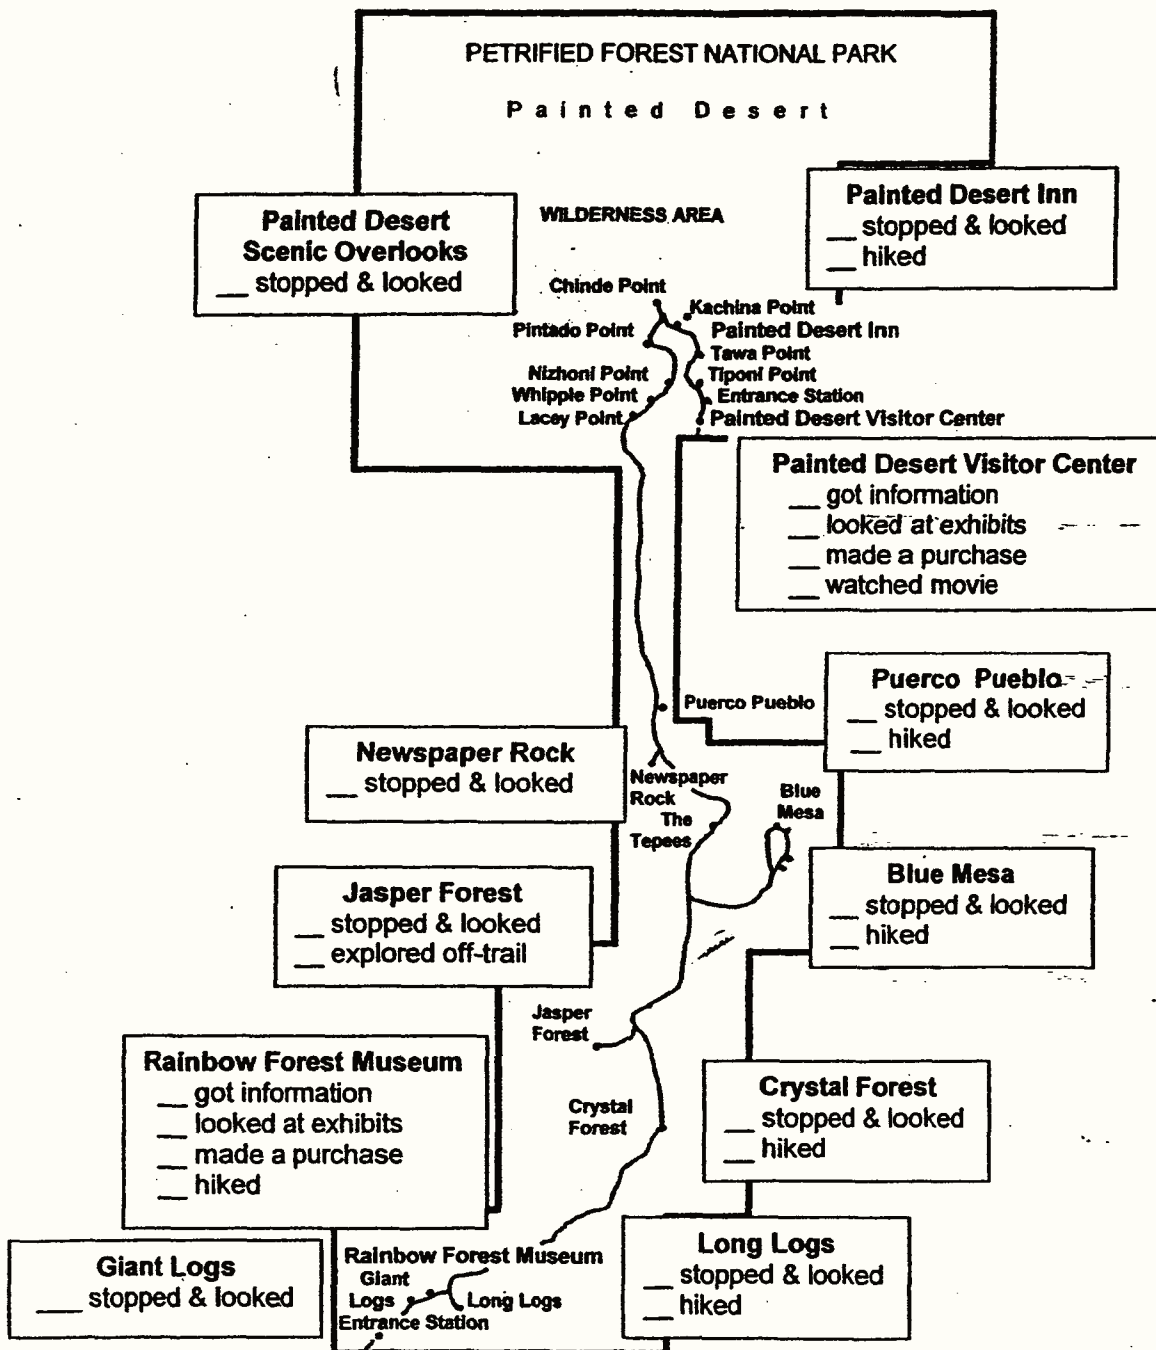 PETRIFIED FOREST NATIONAL PARK
Painted Desert
Painted Desert
Scenic Overlooks
__ stopped & looked
WILDERNESS AREA
Painted Desert Inn
__ stopped & looked
__ hiked
Chinde Point
Kachina Point
Pintado Point
Painted Desert Inn
Tawa Point
Nizhoni Point
Tiponi Point
Whipple Point
Entrance Station
Lacey Point
Painted Desert Visitor Center
Painted Desert Visitor Center
__ got information
__ looked at exhibits
__ made a purchase
__ watched movie
Puerco Pueblo
Puerco Pueblo
__ stopped & looked
__ hiked
Newspaper Rock
__ stopped & looked
Newspaper
Rock
The
Tepees
Blue
Mesa
Jasper Forest
__ stopped & looked
__ explored off-trail
Blue Mesa
__ stopped & looked
__ hiked
Jasper
Forest
Rainbow Forest Museum
__ got information
__ looked at exhibits
__ made a purchase
__ hiked
Crystal
Forest
Crystal Forest
__ stopped & looked
__ hiked
Giant Logs
___ stopped & looked
Rainbow Forest Museum
Giant
Logs
Long Logs
Entrance Station
Long Logs
__ stopped & looked
__ hiked